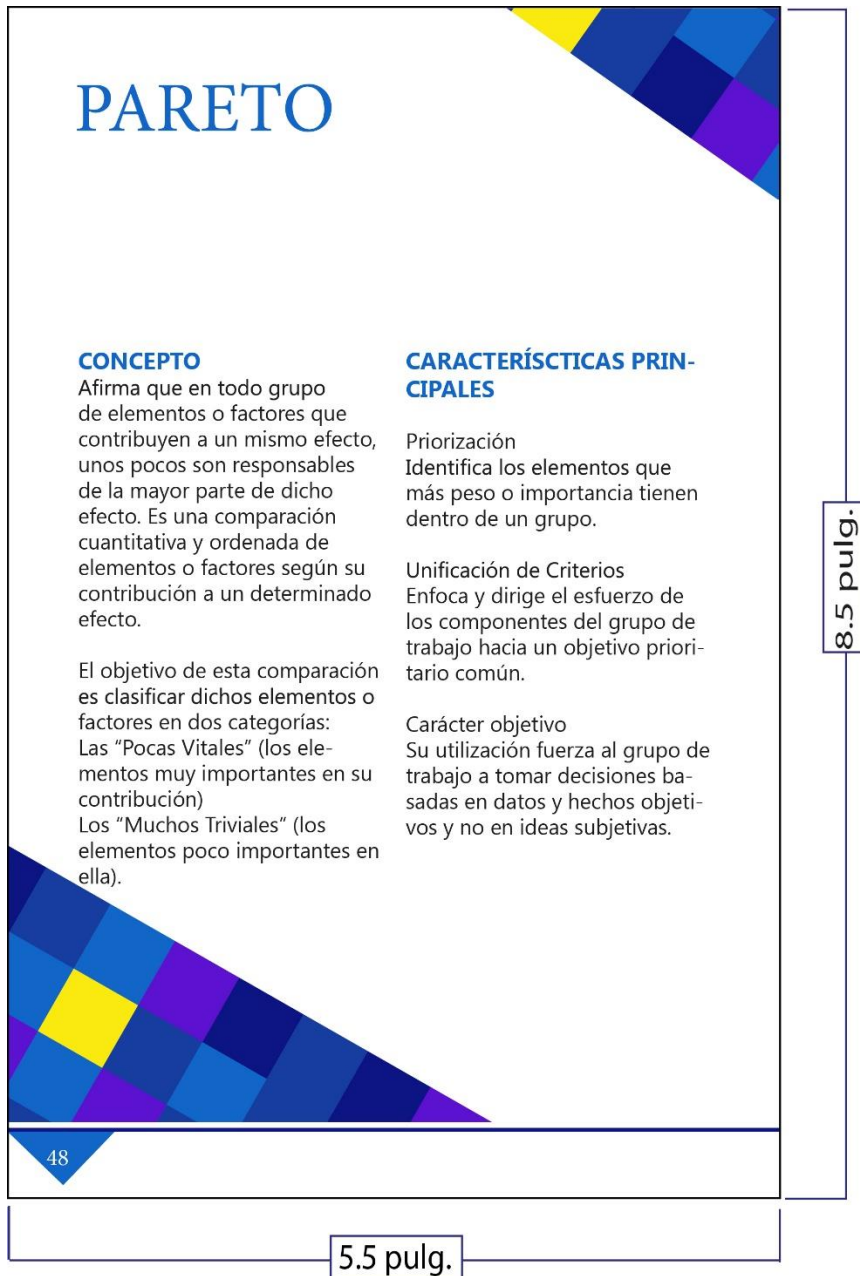 PARETO
CONCEPTO
Afirma que en todo grupo
de elementos o factores que
contribuyen a un mismo efecto,
unos pocos son responsables
de la mayor parte de dicho
efecto. Es una comparación
cuantitativa y ordenada de
elementos o factores según su
contribución a un determinado
efecto.
El objetivo de esta comparación
es clasificar dichos elementos o
factores en dos categorías:
Las “Pocas Vitales” (los ele-
mentos muy importantes en su
contribución)
Los “Muchos Triviales” (los
elementos poco importantes en
ella).
CARACTERÍSCTICAS PRIN-
CIPALES
Priorización
Identifica los elementos que
más peso o importancia tienen
dentro de un grupo.
Unificación de Criterios
Enfoca y dirige el esfuerzo de
los componentes del grupo de
trabajo hacia un objetivo priori-
tario común.
Carácter objetivo
Su utilización fuerza al grupo de
trabajo a tomar decisiones ba-
sadas en datos y hechos objeti-
vos y no en ideas subjetivas.
48
8.5 pulg.
5.5 pulg.